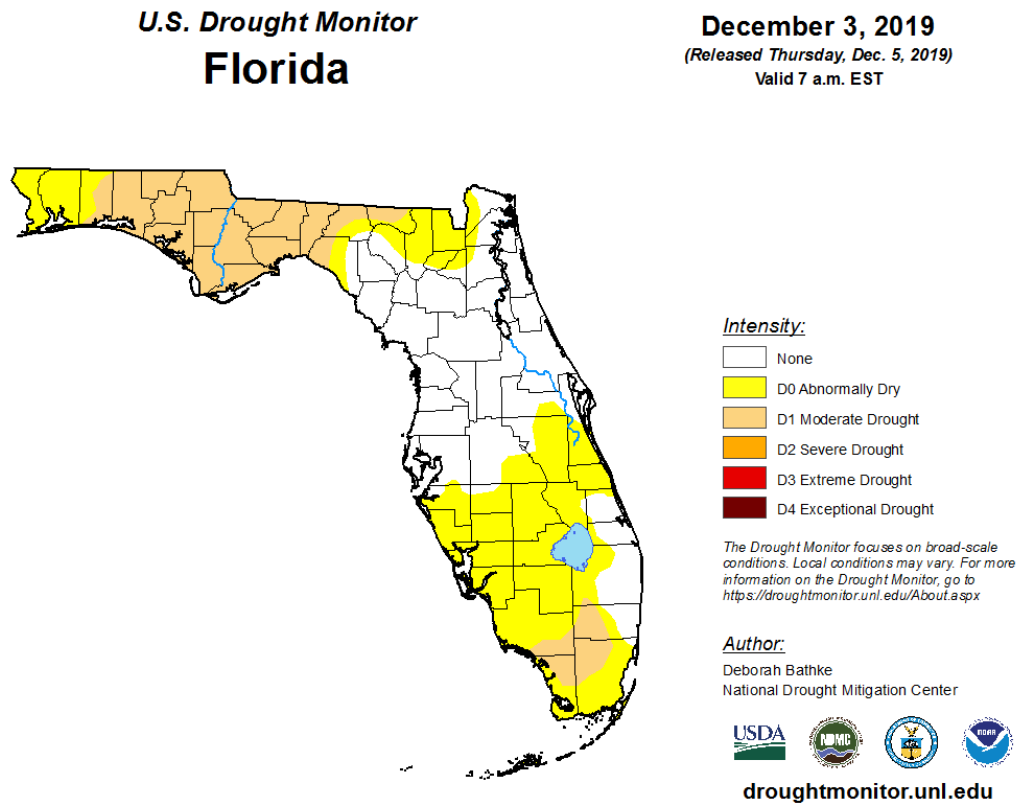 U.S. Drought Monitor
Florida
December 3, 2019
(Released Thursday, Dec. 5, 2019)
Valid 7 a.m. EST
Intensity:
None
D0 Abnormally Dry
D1 Moderate Drought
D2 Severe Drought
D3 Extreme Drought
D4 Exceptional Drought
The Drought Monitor focuses on broad-scale
conditions. Local conditions may vary. For more
information on the Drought Monitor, go to
https://droughtmonitor.unl.edu/About.aspx
Author:
Deborah Bathke
National Drought Mitigation Center
USDA
NDMC
NOAA
droughtmonitor.unl.edu